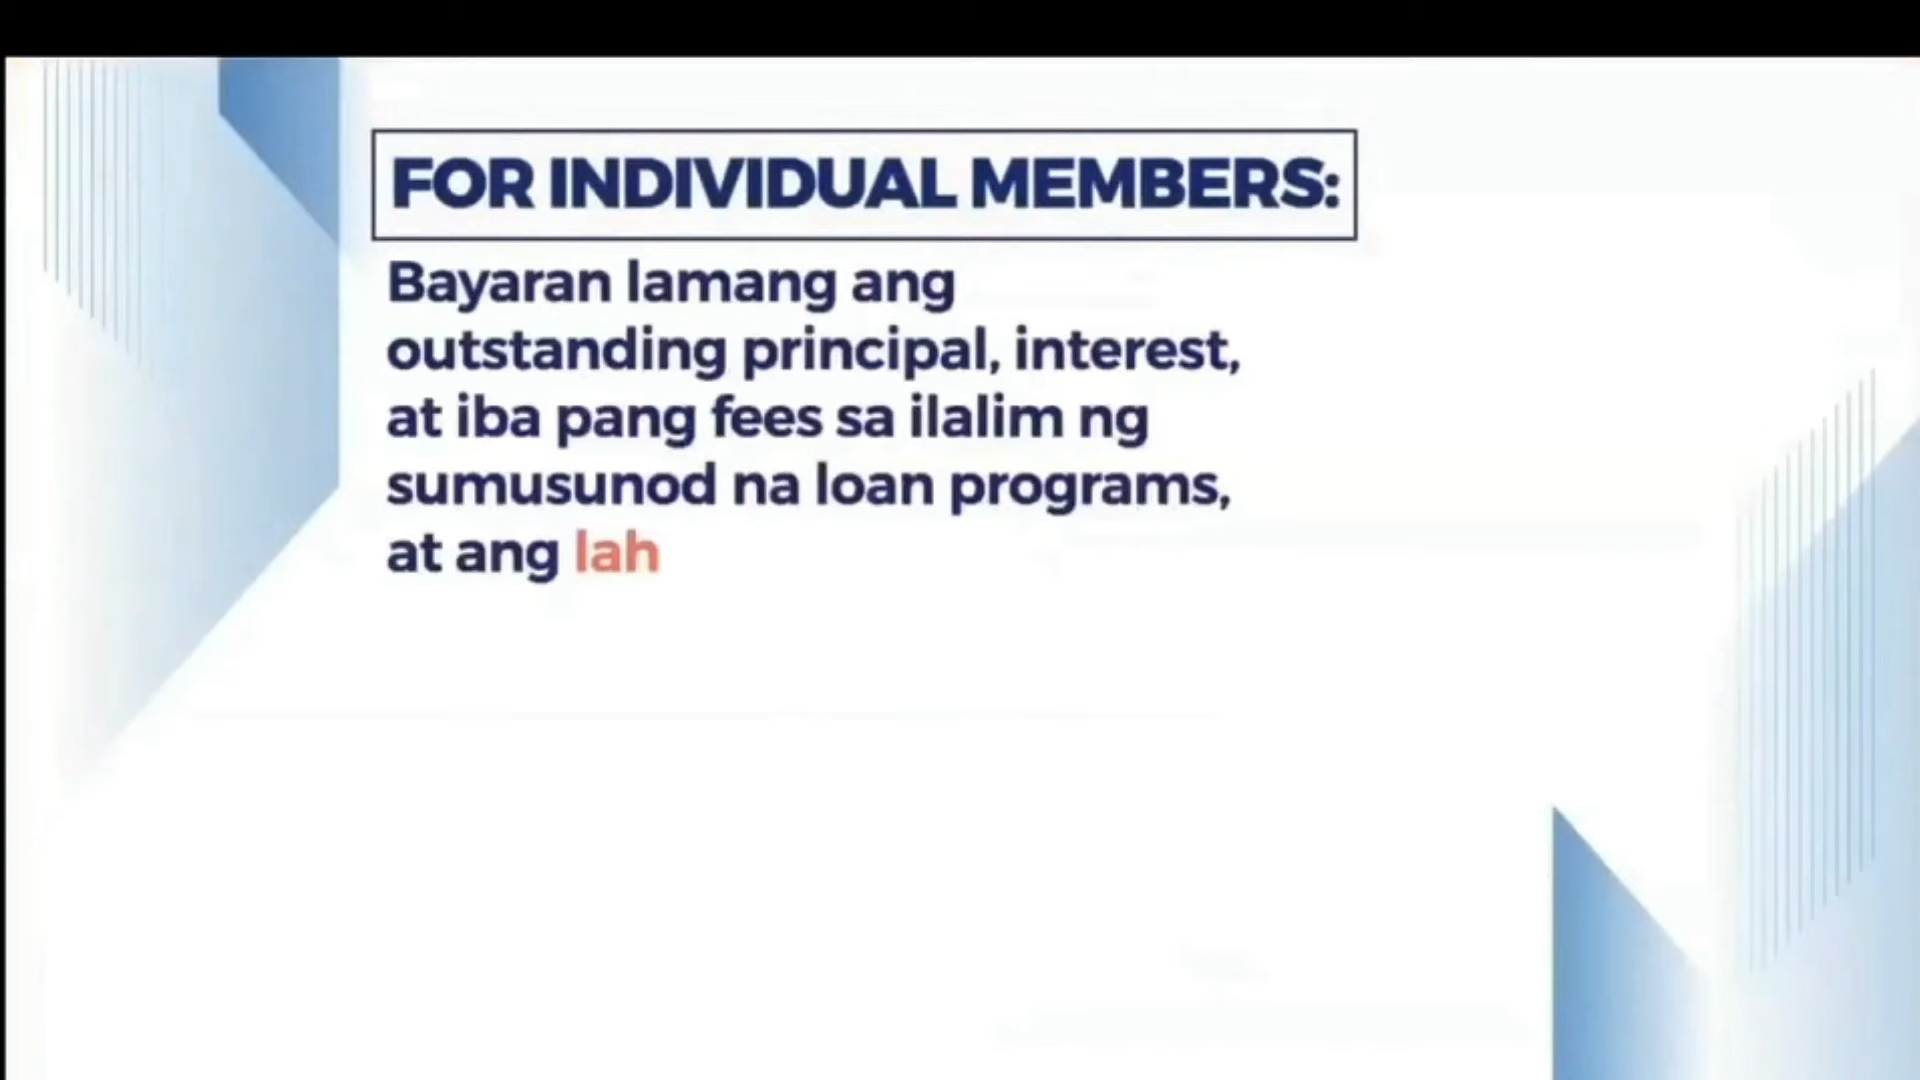 FOR INDIVIDUAL MEMBERS:
Bayaran lamang ang
outstanding principal, interest,
at iba pang fees sa ilalim ng
sumusunod na loan programs,
at ang lah